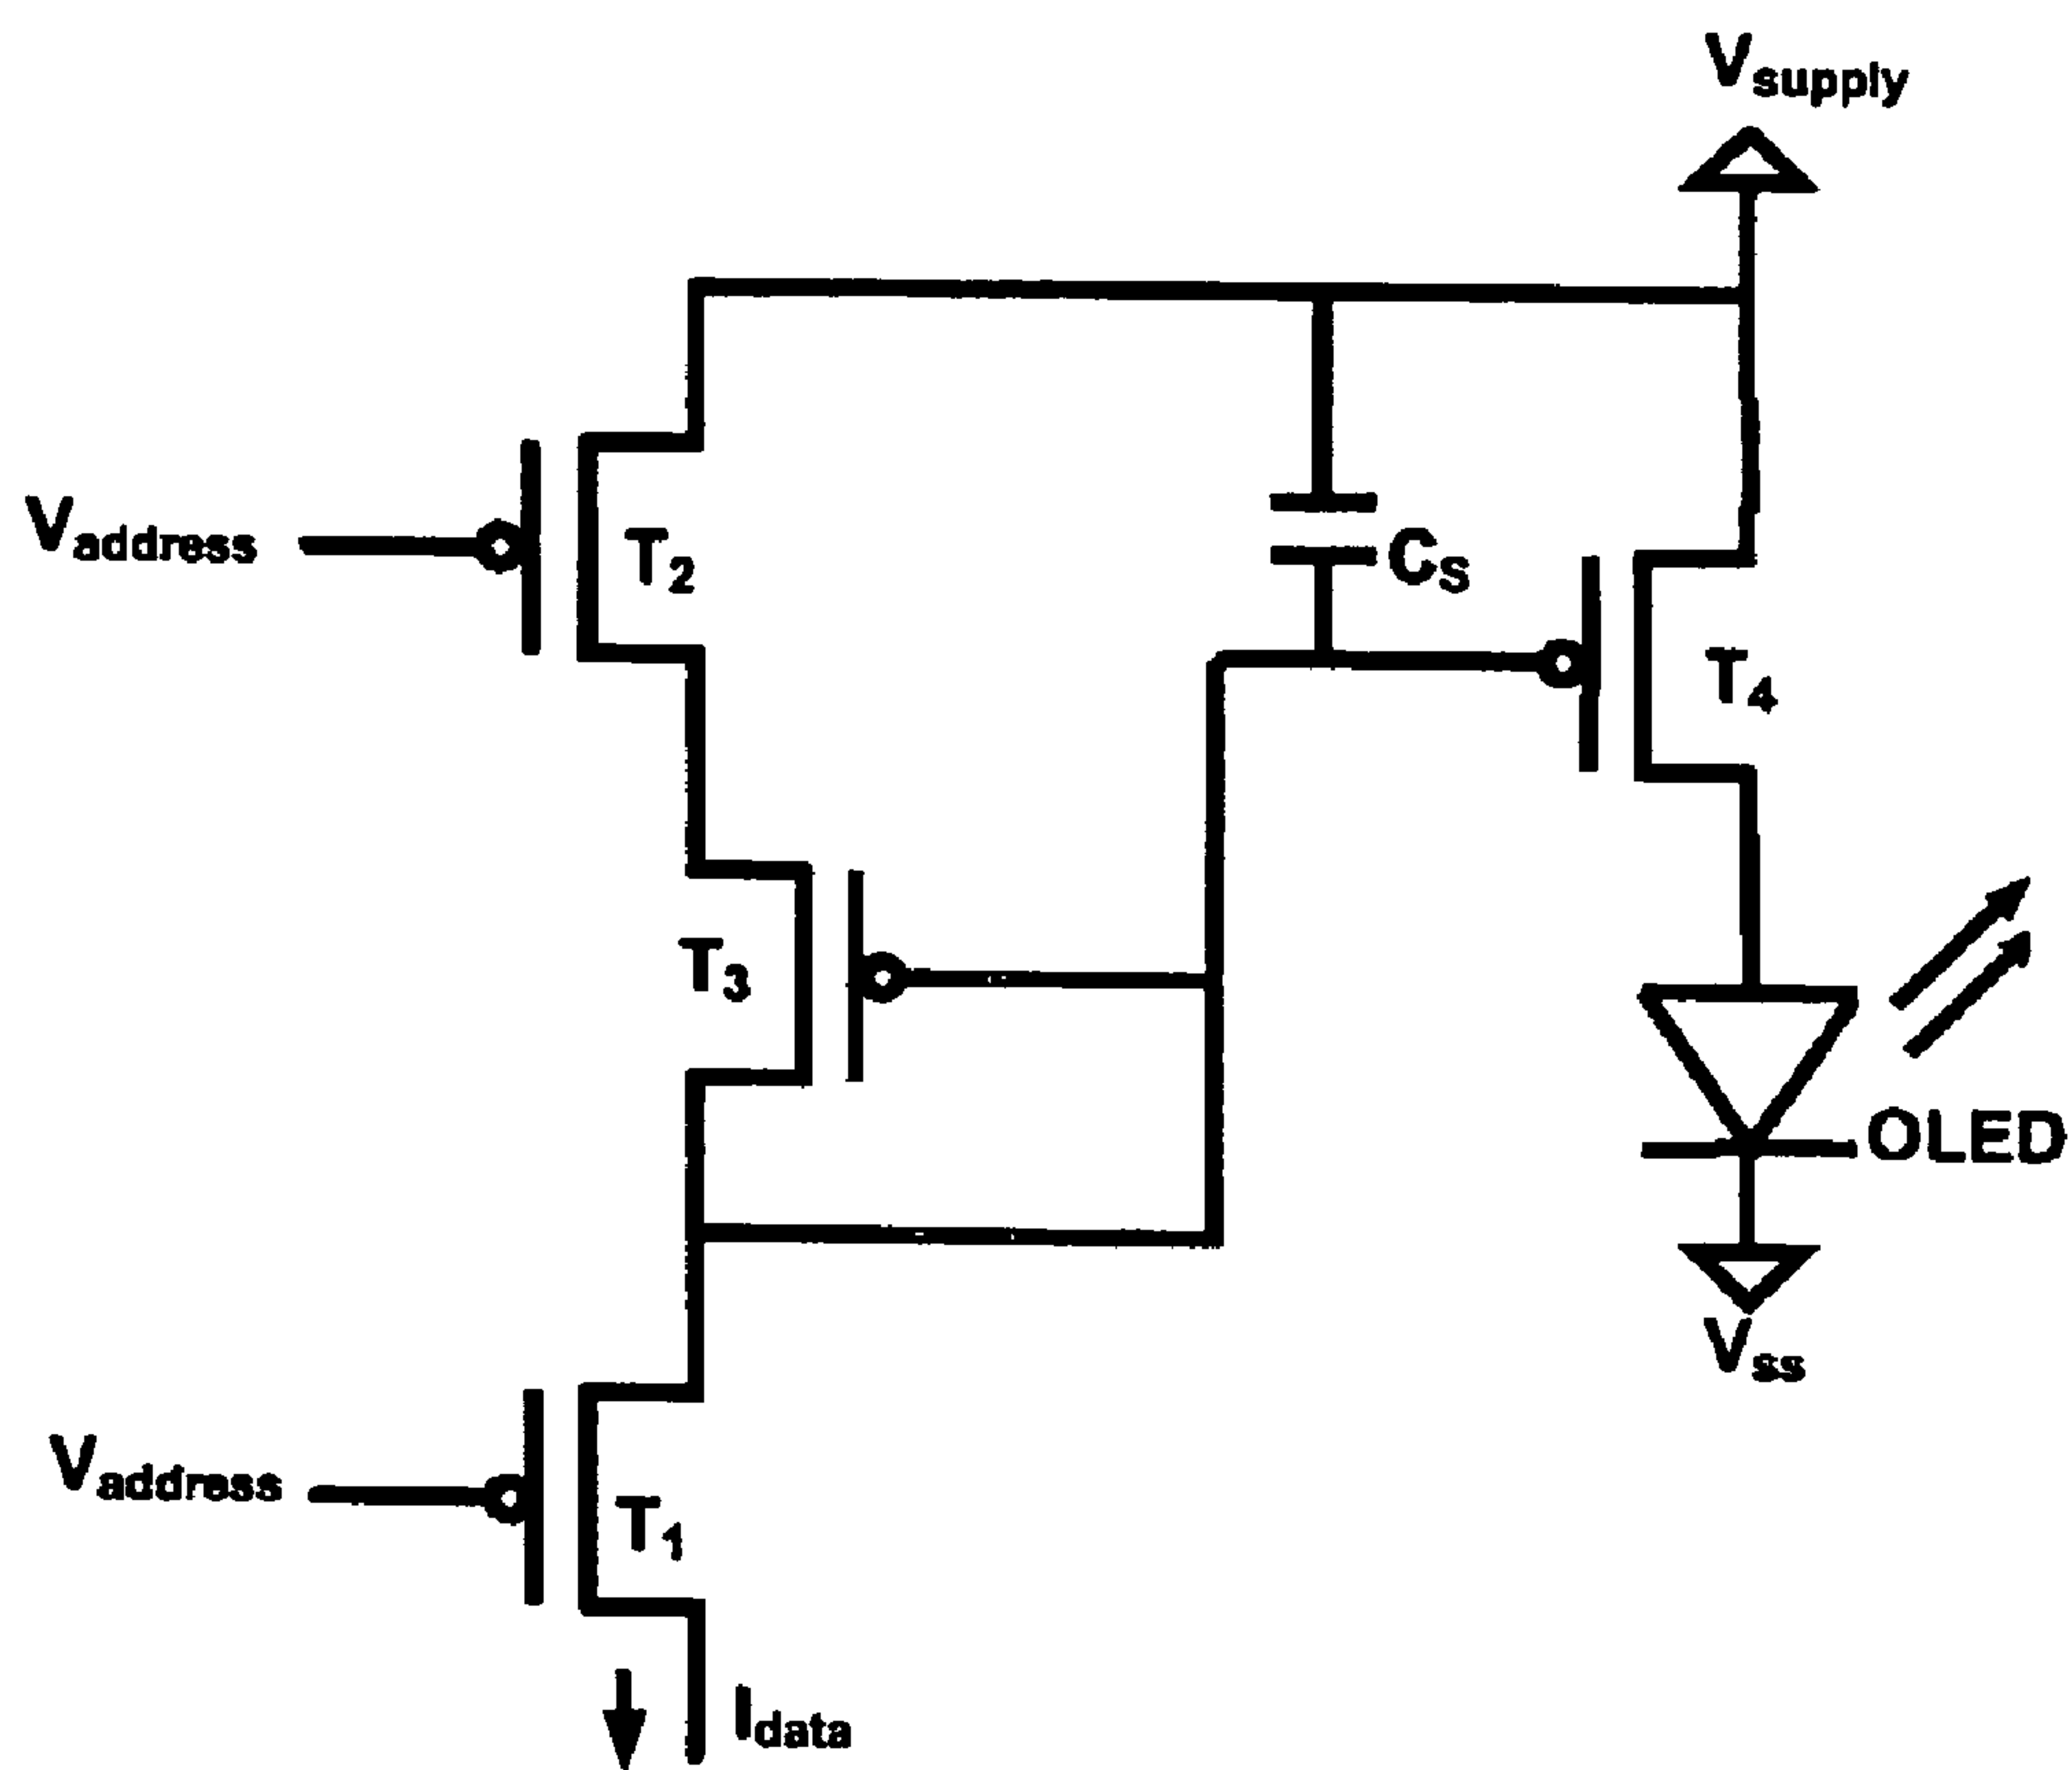 Vsupply
Vaddress
T2
CS
T4
T3
OLED
Vss
Vaddress
T1
Idata